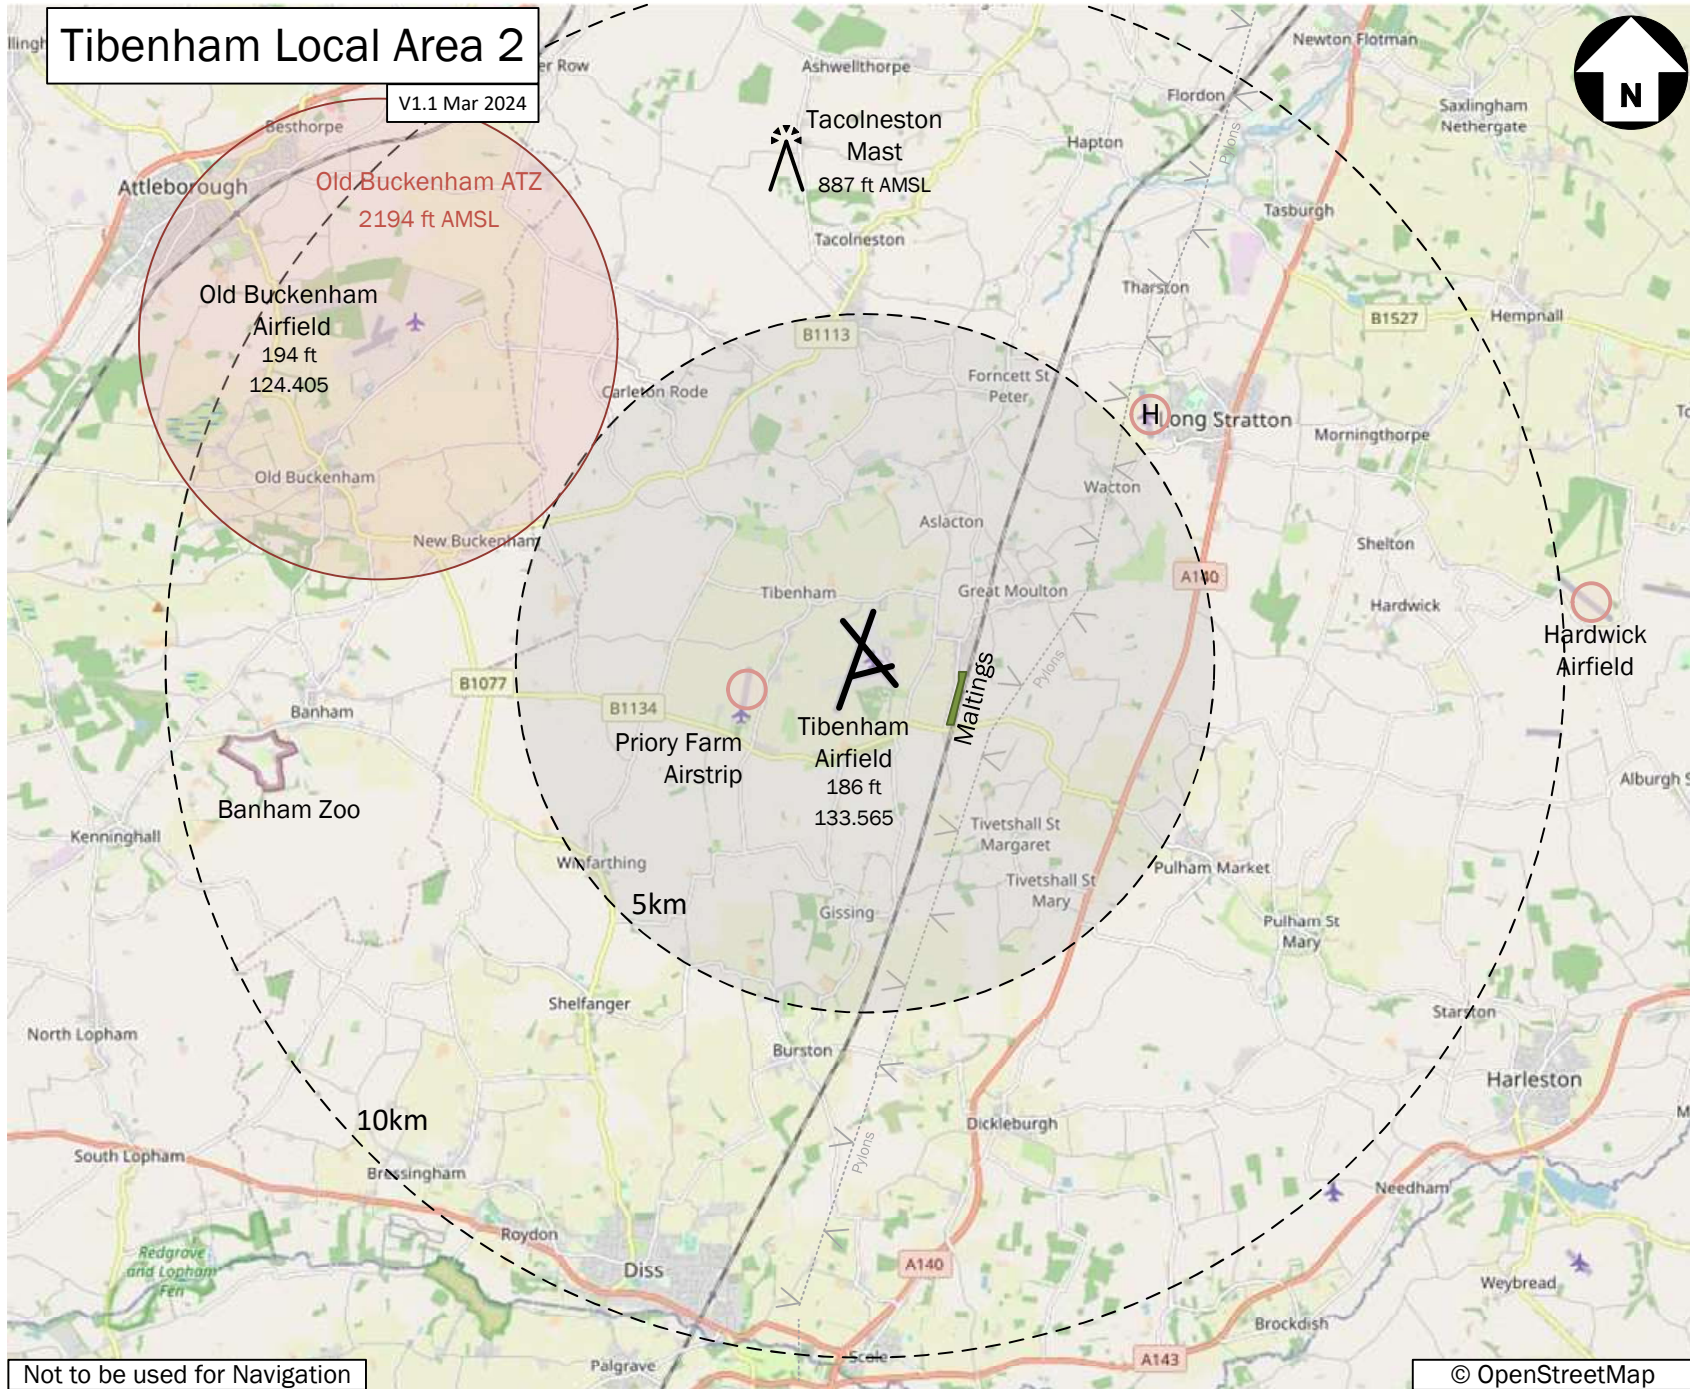 Tibenham Local Area 2
V1.1 Mar 2024
er Row
Ashwellthorpe
Newton Flotman
N
Besthorpe
Tacolneston
Mast
887 ft AMSL
Flordon
Hapton
Pylons
Saxlingham
Nethergate
Attleborough
Old Buckenham ATZ
2194 ft AMSL
Tacolneston
Tasburgh
Old Buckenham
Airfield
194 ft
124.405
Tharston
B1113
B1527
Hempnall
Carleton Rode
Forncett St
Peter
H
Long Stratton
Morningthorpe
Old Buckenham
Wacton
New Buckenham
Aslacton
Shelton
A140
Tibenham
Great Moulton
Hardwick
Hardwick
Airfield
Maltings
Pylons
B1077
B1134
Banham
Priory Farm
Airstrip
Tibenham
Airfield
186 ft
133.565
Banham Zoo
Alburgh S
Kenninghall
Winfarthing
Tivetshall St
Margaret
Pulham Market
Tivetshall St
Mary
5km
Gissing
Pulham St
Mary
Shelfanger
Starston
North Lopham
Burston
Harleston
10km
Dickleburgh
South Lopham
Bressingham
Pylons
Needham
Roydon
Redgrave
and Lopham
Fen
Diss
A140
Weybread
Brockdish
Scole
Palgrave
A143
Not to be used for Navigation
© OpenStreetMap